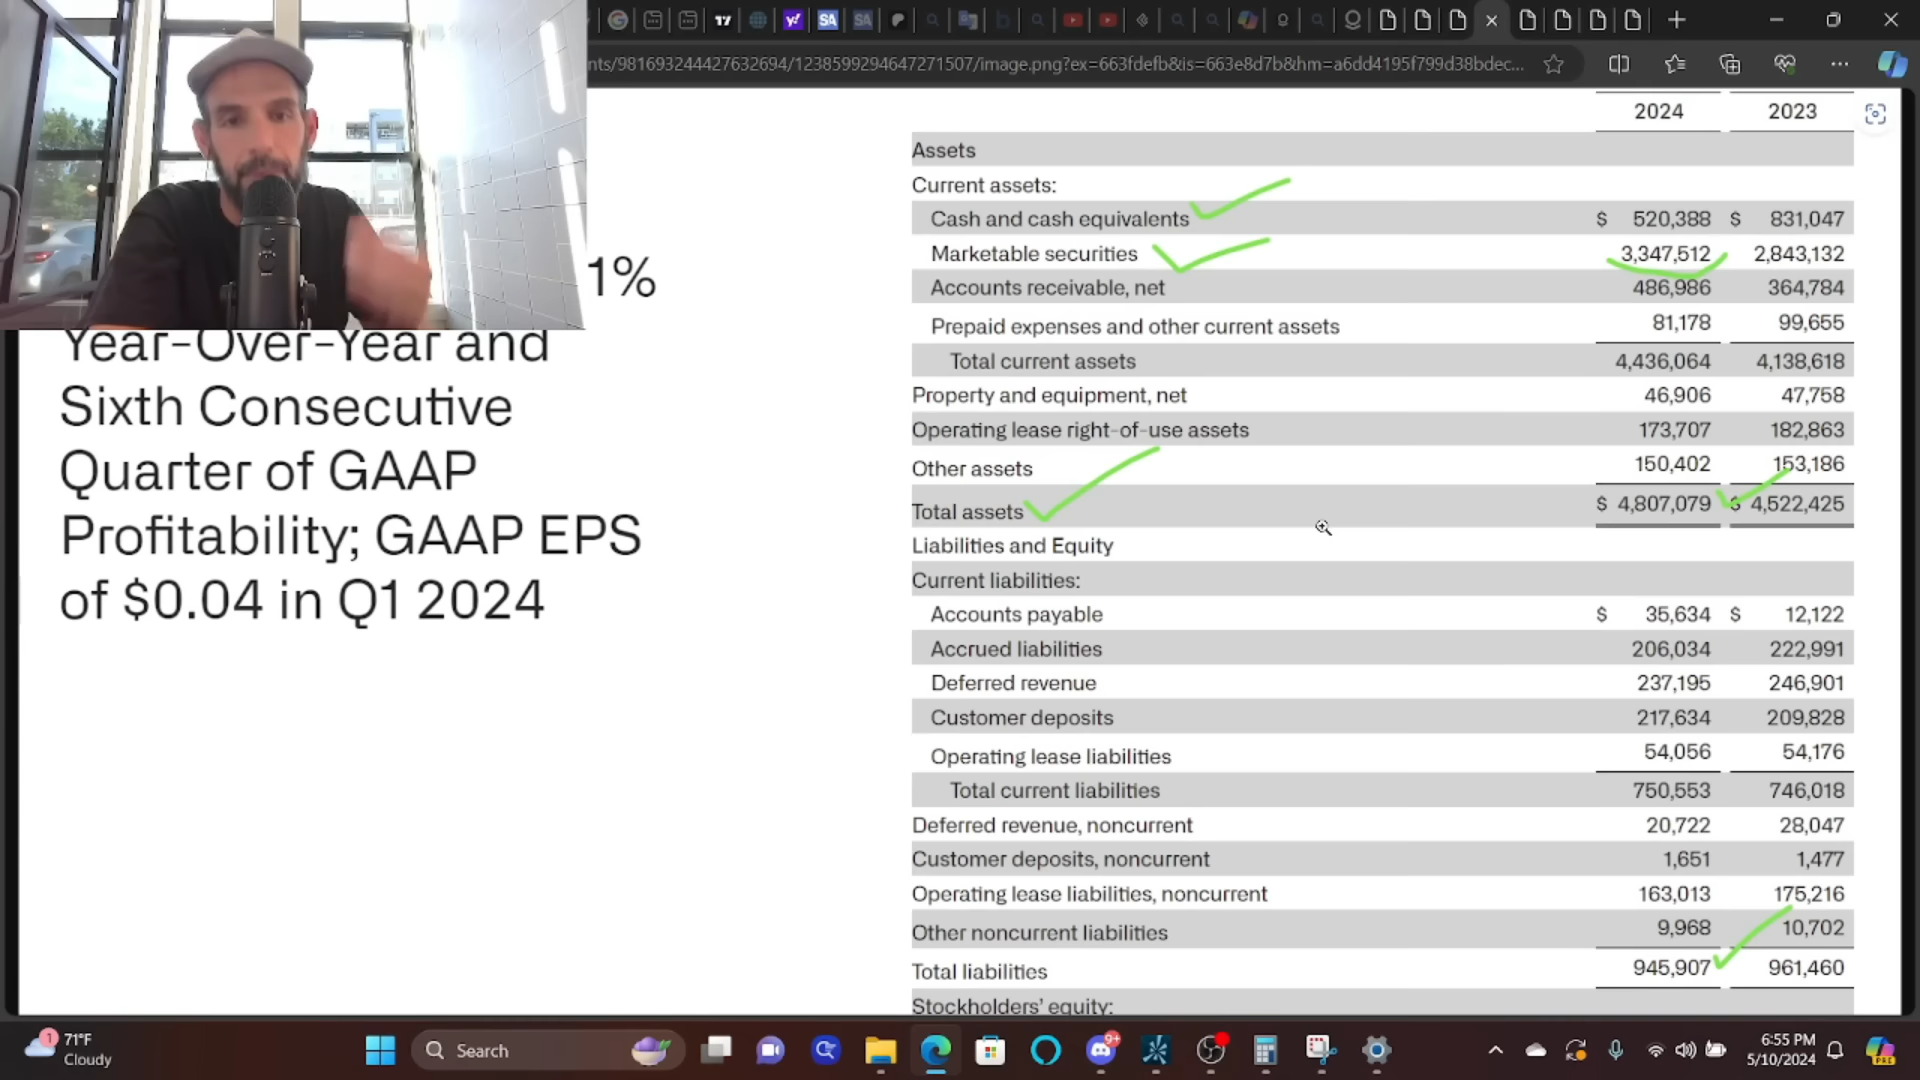 nts/981693244427632694/1238599294647271507/image.png?ex=663fdefb&is=663e8d7b&hm=a6dd4195f799d38bdec...
1%
Year-Over-Year and
Sixth Consecutive
Quarter of GAAP
Profitability; GAAP EPS
of $0.04 in Q1 2024
2024 2023
Assets
Current assets:
Cash and cash equivalents $ 520,388 $ 831,047
Marketable securities 3,347,512 2,843,132
Accounts receivable, net 486,986 364,784
Prepaid expenses and other current assets 81,178 99,655
Total current assets 4,436,064 4,138,618
Property and equipment, net 46,906 47,758
Operating lease right-of-use assets 173,707 182,863
Other assets 150,402 153,186
Total assets $ 4,807,079 $ 4,522,425
Liabilities and Equity
Current liabilities:
Accounts payable $ 35,634 $ 12,122
Accrued liabilities 206,034 222,991
Deferred revenue 237,195 246,901
Customer deposits 217,634 209,828
Operating lease liabilities 54,056 54,176
Total current liabilities 750,553 746,018
Deferred revenue, noncurrent 20,722 28,047
Customer deposits, noncurrent 1,651 1,477
Operating lease liabilities, noncurrent 163,013 175,216
Other noncurrent liabilities 9,968 10,702
Total liabilities 945,907 961,460
Stockholders' equity:
1
71°F
Cloudy
Search
9+
6:55 PM
5/10/2024
PRE
SA
SA
17
y!